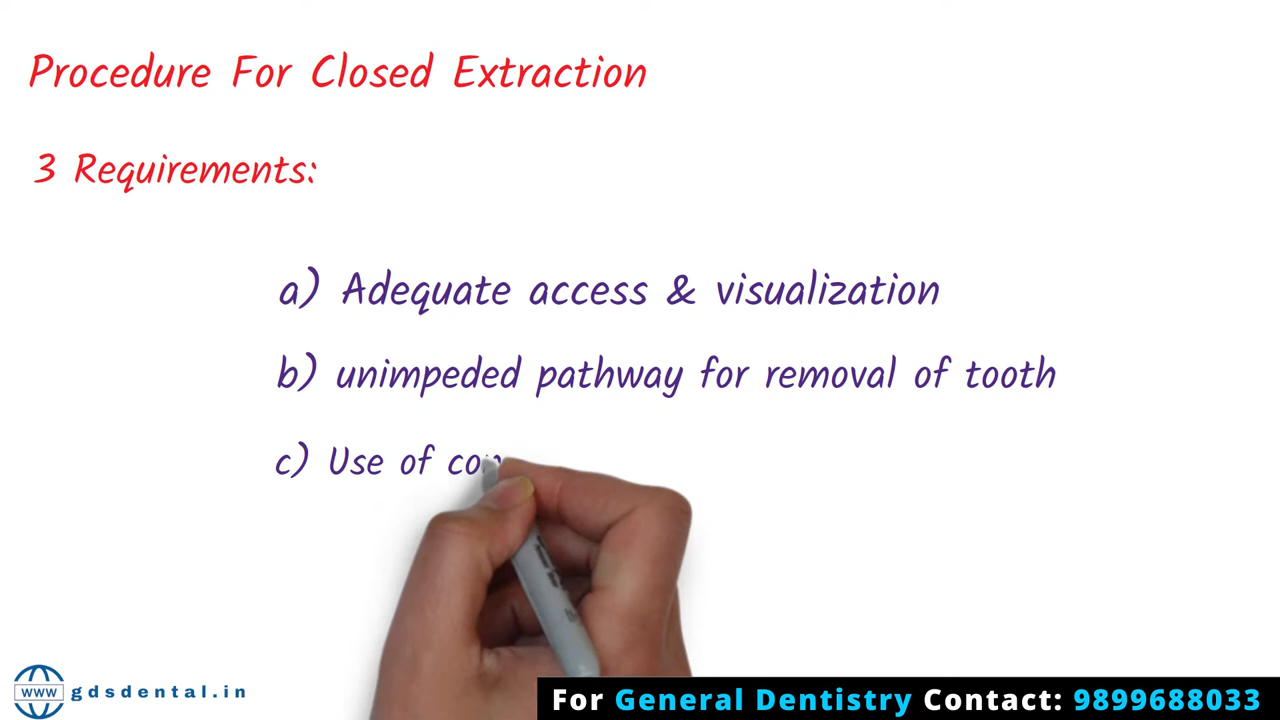 Procedure For Closed Extraction
3 Requirements:
a) Adequate access & visualization
b) unimpeded pathway for removal of tooth
c) Use of con
www gdsdental.in
For General Dentistry Contact: 9899688033